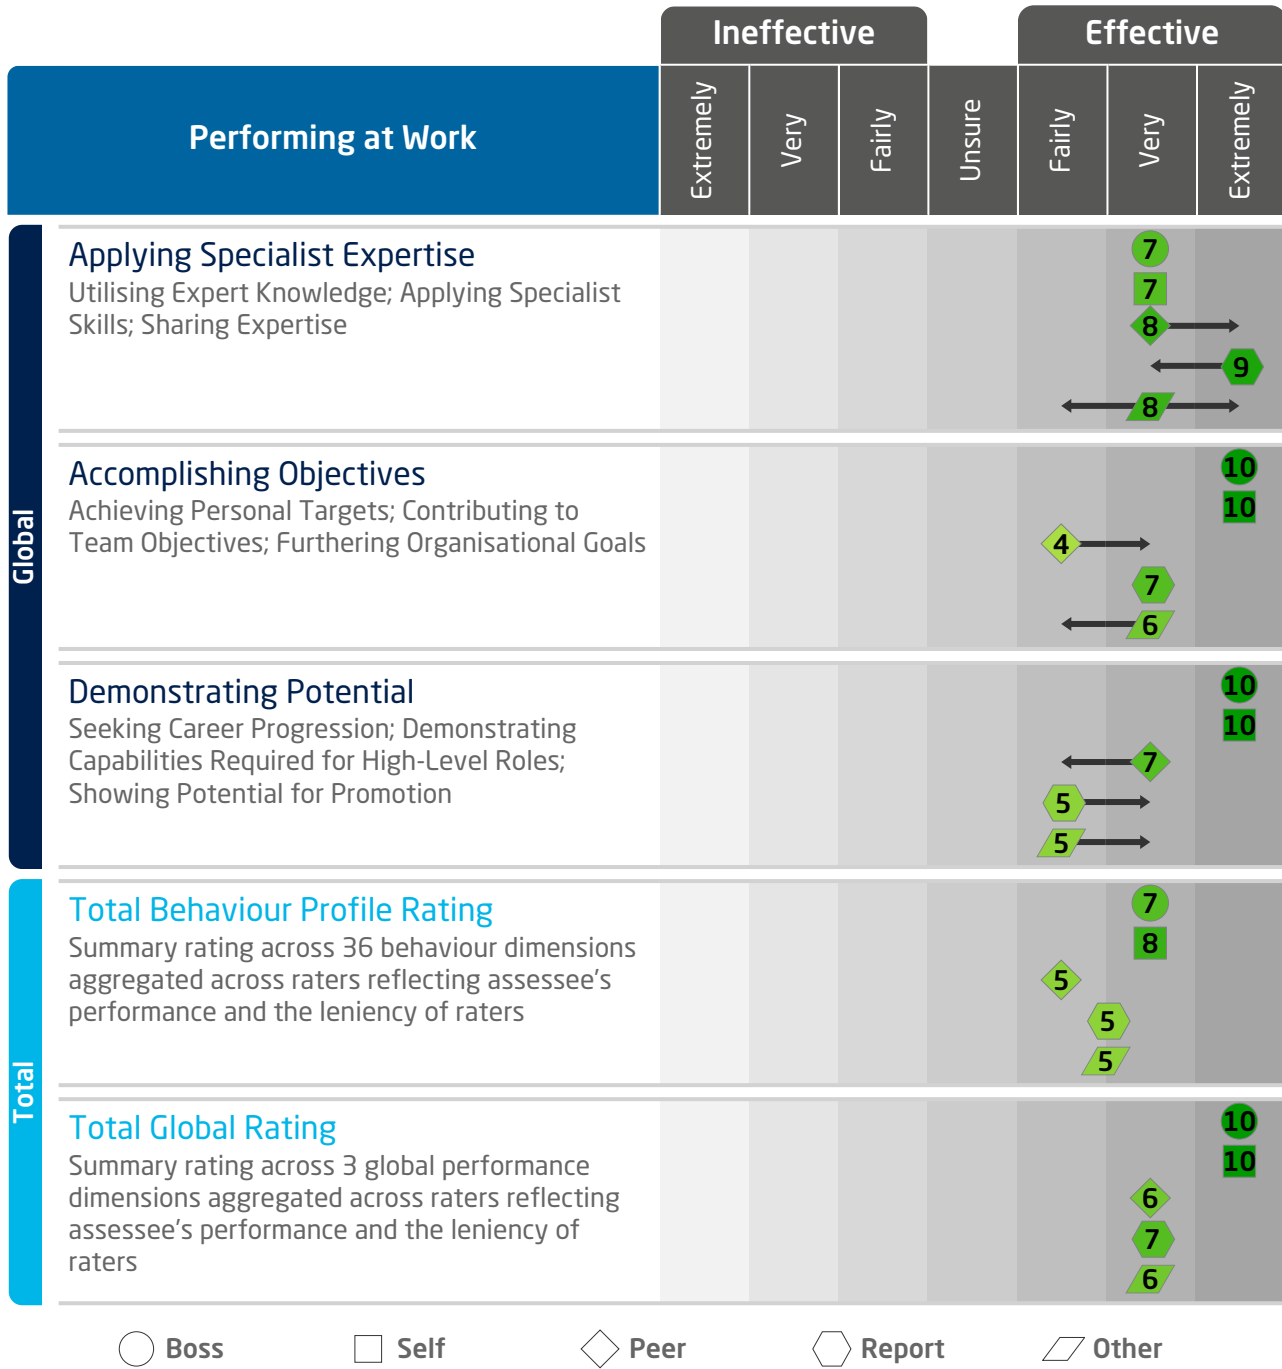 Ineffective
Effective
Performing at Work
Extremely
Very
Fairly
Unsure
Fairly
Very
Extremely
Global
Applying Specialist Expertise
Utilising Expert Knowledge; Applying Specialist
Skills; Sharing Expertise
7
7
8
9
8
Accomplishing Objectives
Achieving Personal Targets; Contributing to
Team Objectives; Furthering Organisational Goals
10
10
4
7
6
Demonstrating Potential
Seeking Career Progression; Demonstrating
Capabilities Required for High-Level Roles;
Showing Potential for Promotion
10
10
7
5
5
Total
Total Behaviour Profile Rating
Summary rating across 36 behaviour dimensions
aggregated across raters reflecting assessee's
performance and the leniency of raters
7
8
5
5
5
Total Global Rating
Summary rating across 3 global performance
dimensions aggregated across raters reflecting
assessee's performance and the leniency of
raters
10
10
6
7
6
Boss
Self
Peer
Report
Other